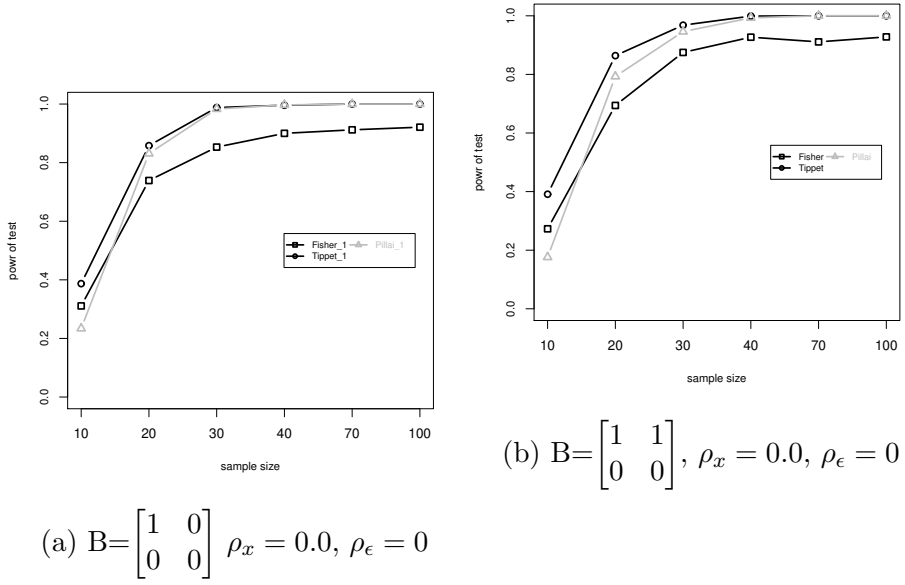 1.0
0.8
0.6
0.4
0.2
0.0
powr of test
Fisher_1 Pillai_1
Tippet_1
10 20 30 40 70 100
sample size
(a) B=[1 0
0 0] ρx = 0.0, ρϵ = 0
1.0
0.8
0.6
0.4
0.2
0.0
powr of test
Fisher Pillai
Tippet
10 20 30 40 70 100
sample size
(b) B=[1 1
0 0], ρx = 0.0, ρϵ = 0